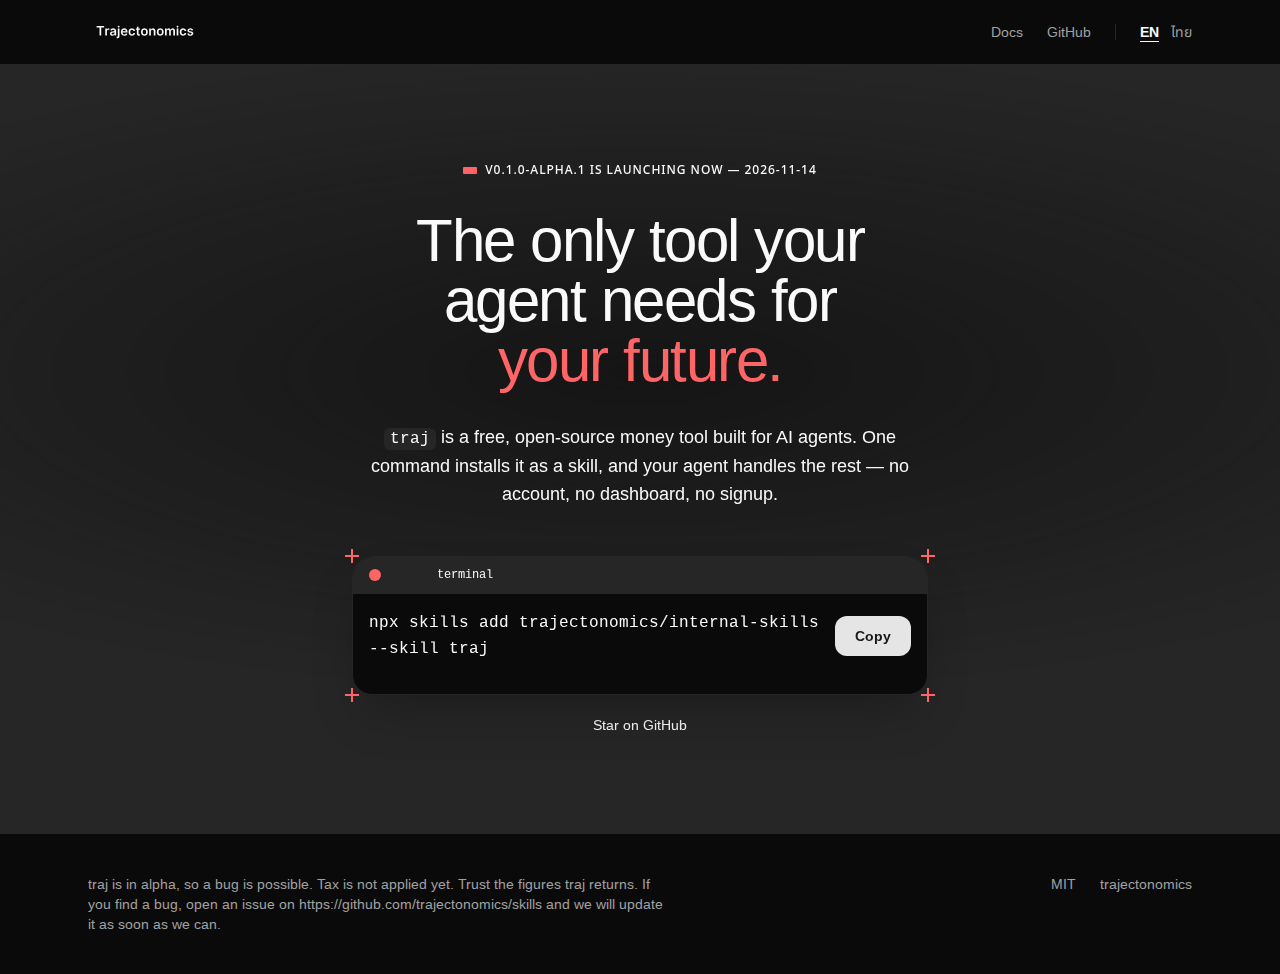 Trajectonomics
Docs GitHub EN ไทย
V0.1.0-ALPHA.1 IS LAUNCHING NOW — 2026-11-14
The only tool your
agent needs for
your future.
traj is a free, open-source money tool built for AI agents. One
command installs it as a skill, and your agent handles the rest — no
account, no dashboard, no signup.
terminal
npx skills add trajectonomics/internal-skills
--skill traj
Copy
Star on GitHub
traj is in alpha, so a bug is possible. Tax is not applied yet. Trust the figures traj returns. If
you find a bug, open an issue on https://github.com/trajectonomics/skills and we will update
it as soon as we can.
MIT trajectonomics